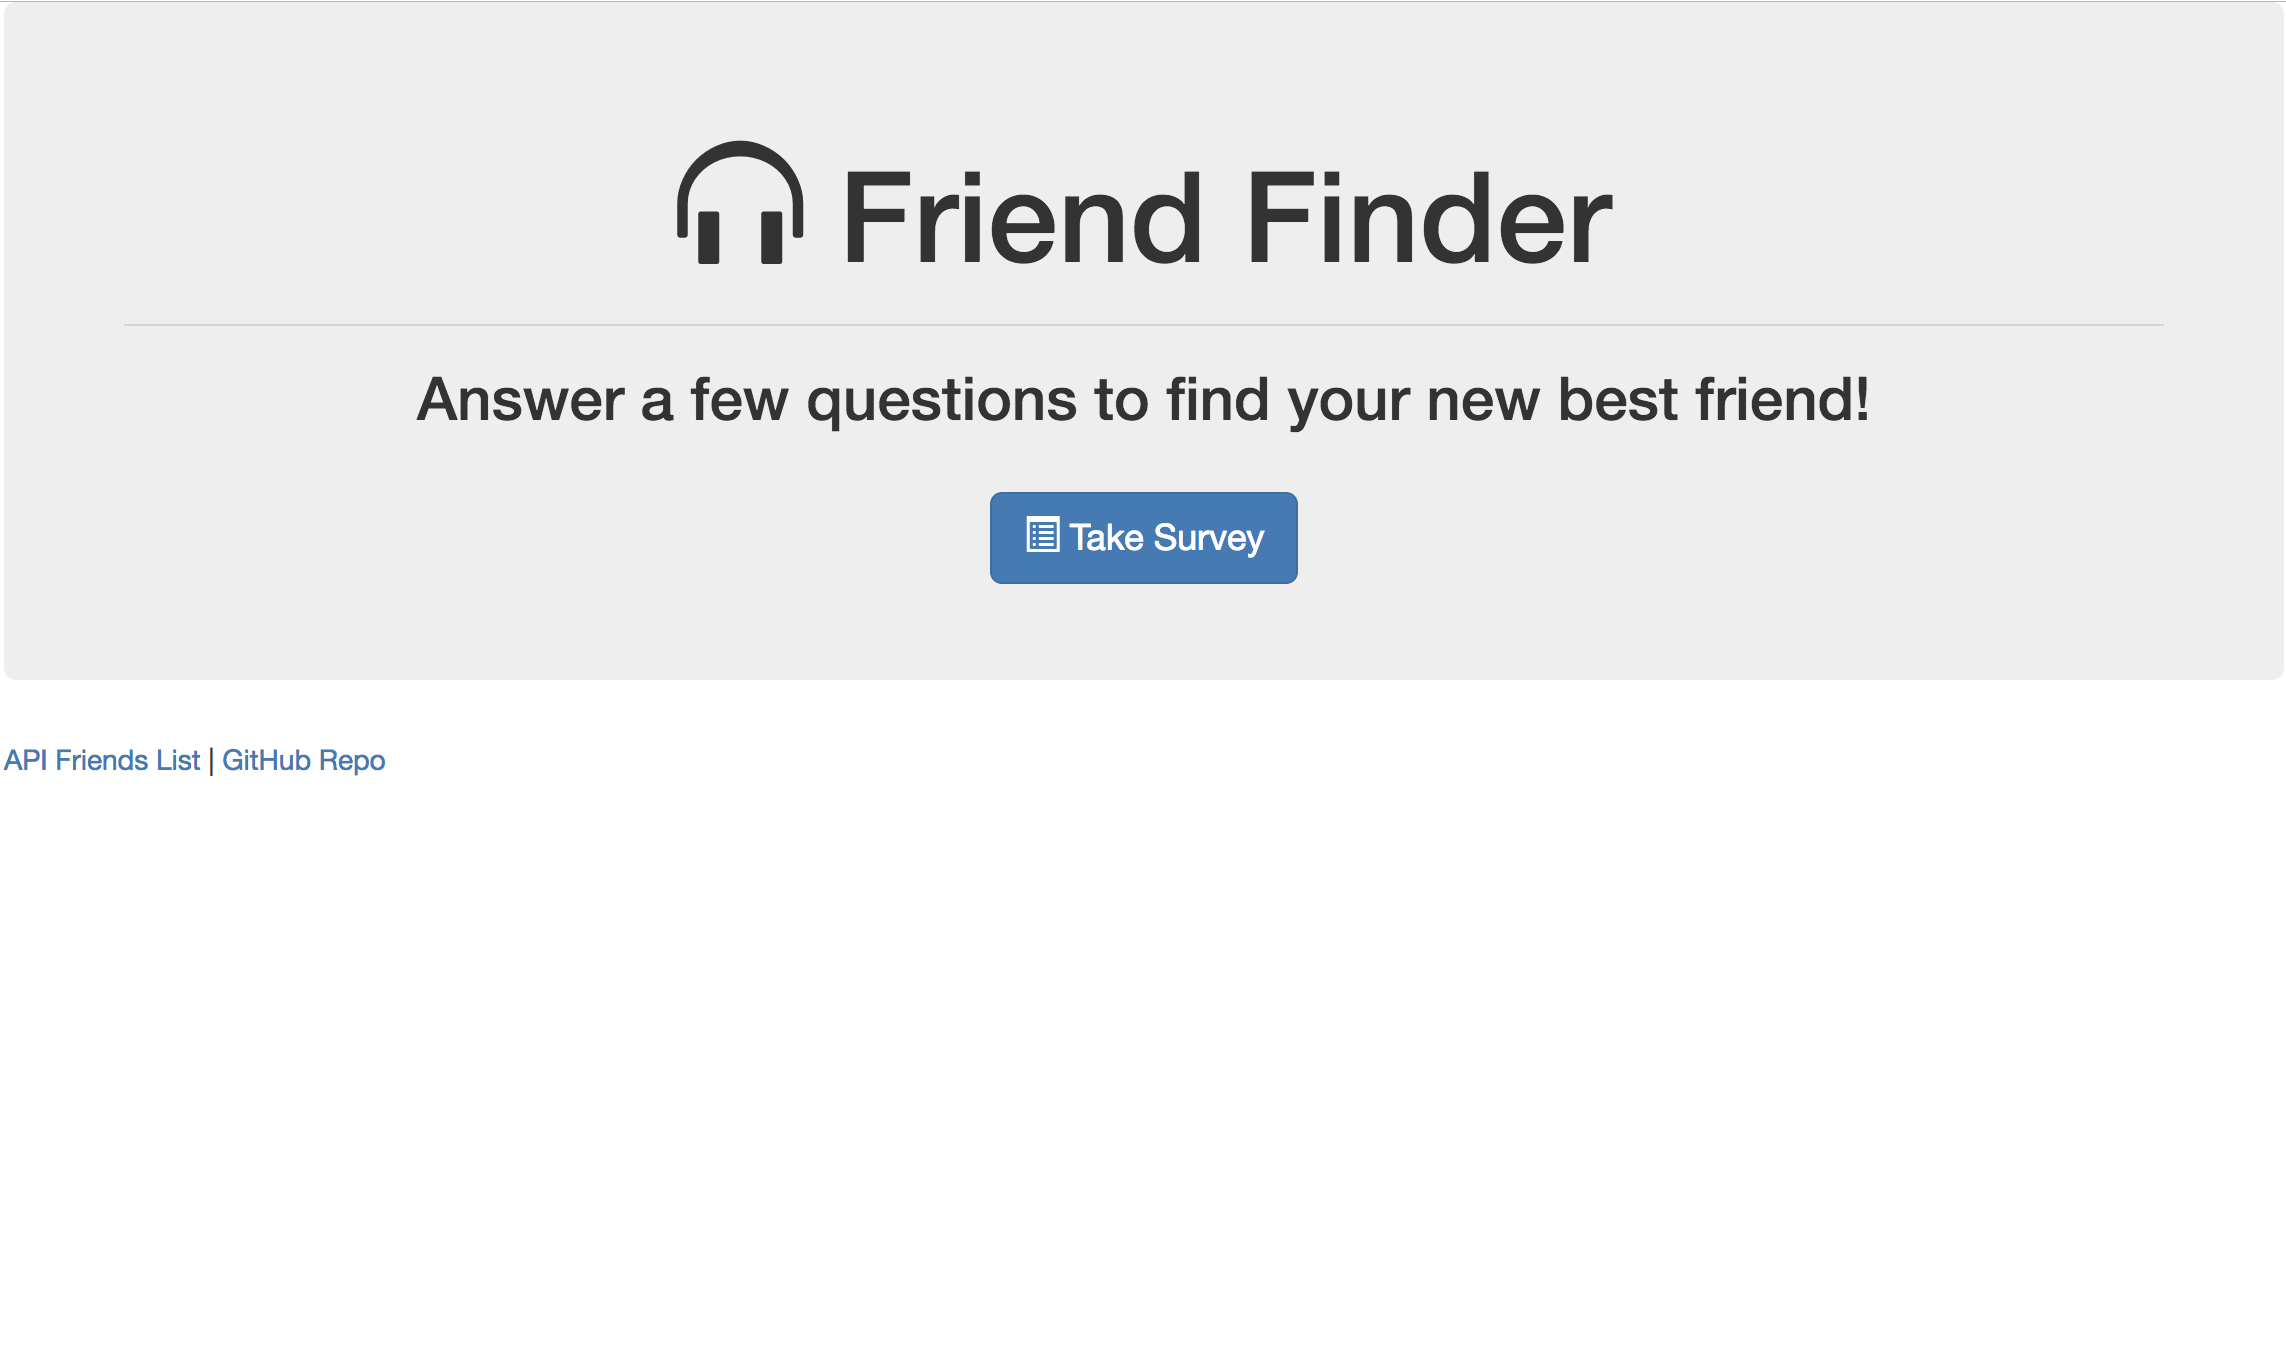 Friend Finder
Answer a few questions to find your new best friend!
Take Survey
API Friends List | GitHub Repo